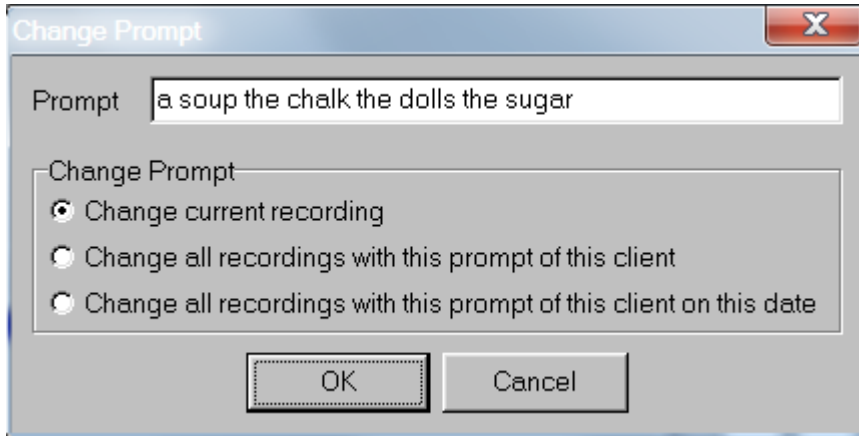 Change Prompt
Prompt a soup the chalk the dolls the sugar
Change Prompt
Change current recording
Change all recordings with this prompt of this client
Change all recordings with this prompt of this client on this date
OK Cancel